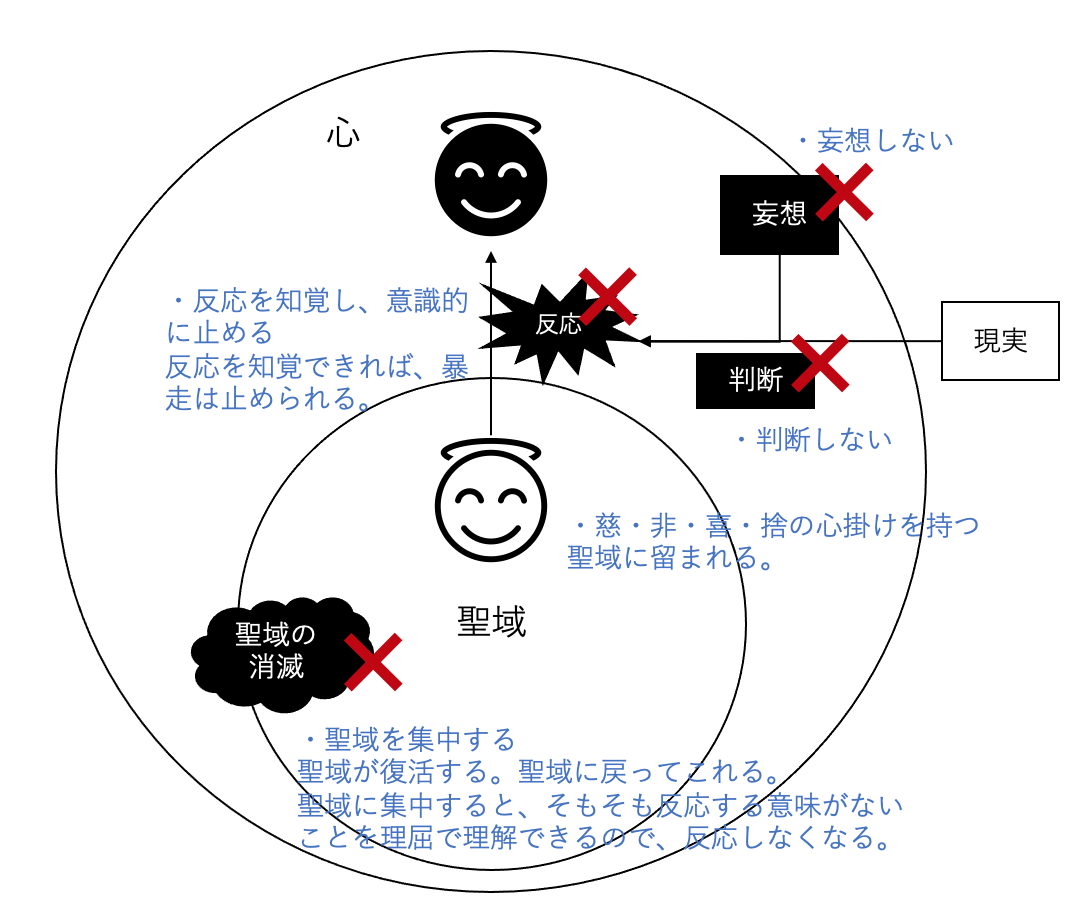 心
・妄想しない
妄想
・反応を知覚し、意識的
に止める
反応を知覚できれば、暴
走は止められる。
反応
現実
判断
・判断しない
・慈・非・喜・捨の心掛けを持つ
聖域に留まれる。
聖域
聖域の
消滅
・聖域を集中する
聖域が復活する。聖域に戻ってこれる。
聖域に集中すると、そもそも反応する意味がない
ことを理屈で理解できるので、反応しなくなる。